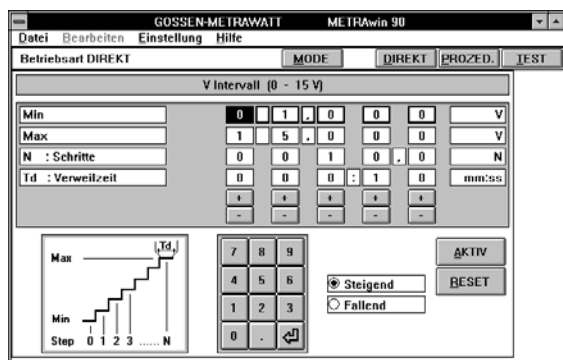 GOSSEN-METRAWATT METRAwin 90
Datei Bearbeiten Einstellung Hilfe
Betriebsart DIREKT MODE DIREKT PROZED. TEST
V Intervall (0 - 15 V)
Min 0 1 . 0 0 0 V
Max 1 5 . 0 0 0 V
N : Schritte 0 0 1 0 . 0 N
Td : Verweilzeit 0 0 0 : 1 0 mm:ss
+ + + + +
- - - - -
Td
Max
Min
Step 0 1 2 3 ...... N
7 8 9
4 5 6
1 2 3
0 .
Steigend
Fallend
AKTIV
RESET